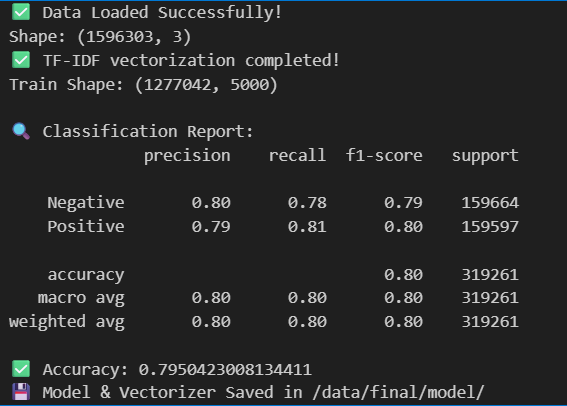 ✅ Data Loaded Successfully!
Shape: (1596303, 3)
✅ TF-IDF vectorization completed!
Train Shape: (1277042, 5000)
🔍 Classification Report:
precision recall f1-score support
Negative 0.80 0.78 0.79 159664
Positive 0.79 0.81 0.80 159597
accuracy 0.80 319261
macro avg 0.80 0.80 0.80 319261
weighted avg 0.80 0.80 0.80 319261
✅ Accuracy: 0.7950423008134411
💾 Model & Vectorizer Saved in /data/final/model/